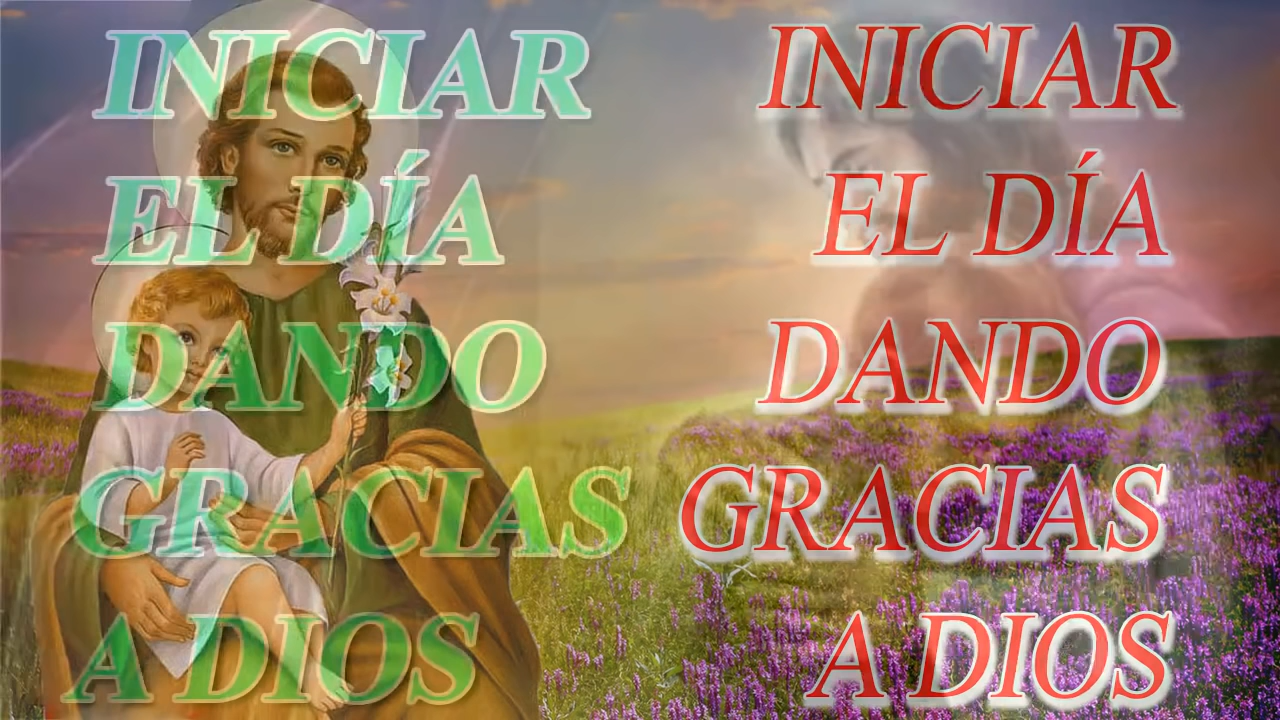 INICIAR
EL DÍA
DANDO
GRACIAS
A DIOS
INICIAR
EL DÍA
DANDO
GRACIAS
A DIOS